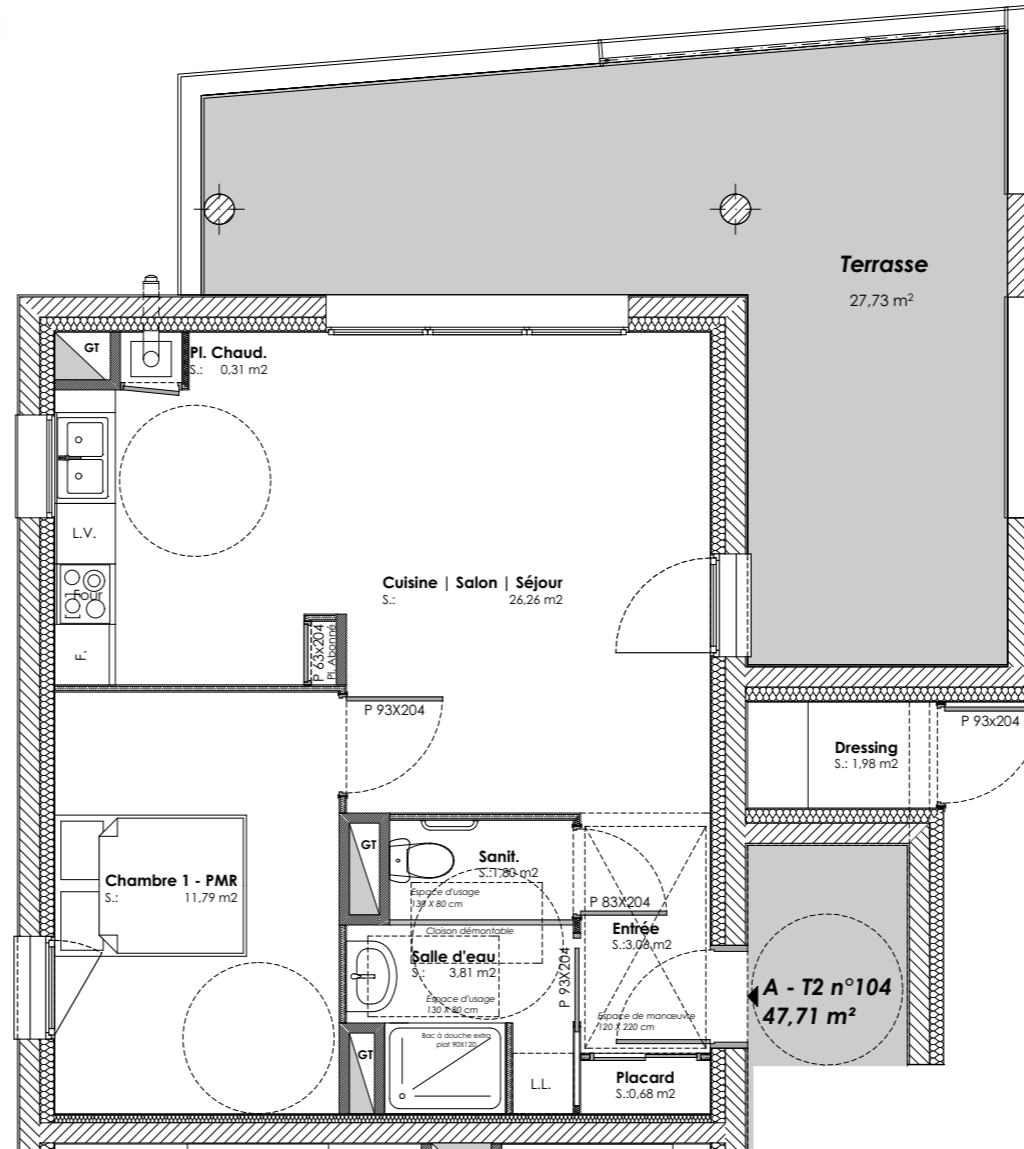 Terrasse
27,73 m²
GT
Pl. Chaud.
S.: 0,31 m2
L.V.
Four
F.
Cuisine | Salon | Séjour
S.: 26,26 m2
P 63X204
Pl. Abonné
P 93X204
P 93x204
Dressing
S.: 1,98 m2
GT
Sanit.
S.:1,80 m2
Espace d'usage
130 X 80 cm
Chambre 1 - PMR
S.: 11,79 m2
P 83X204
Entrée
S.:3,08 m2
Cloison démontable
Salle d'eau
S.: 3,81 m2
P 93X204
Espace d'usage
130 X 80 cm
A - T2 n°104
47,71 m²
Espace de manœuvre
120 X 220 cm
GT
Bac à douche extra
plat 90X120
L.L.
Placard
S.:0,68 m2